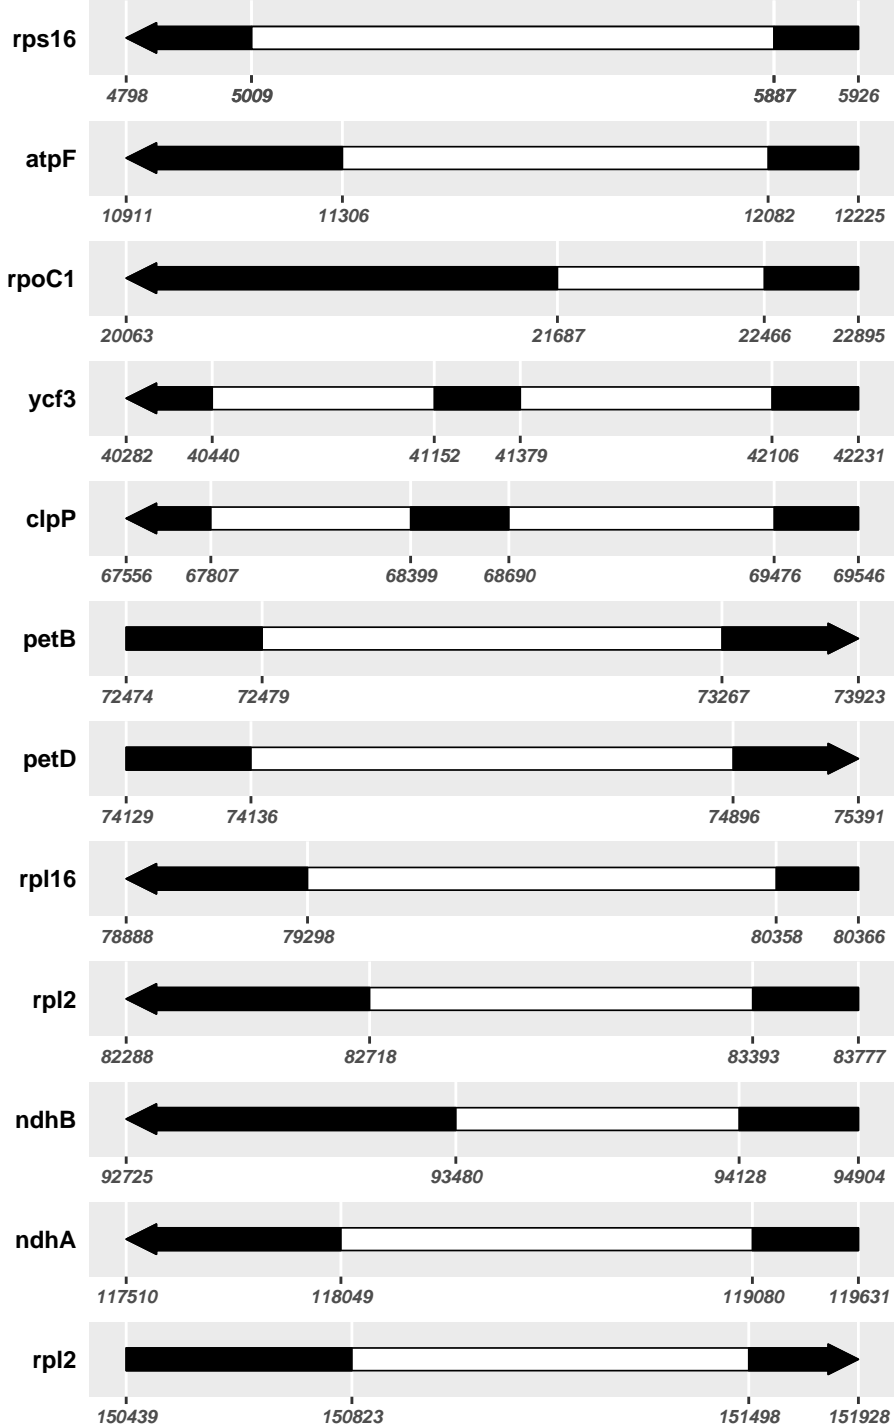 rps16
4798 5009 5887 5926
atpF
10911 11306 12082 12225
rpoC1
20063 21687 22466 22895
ycf3
40282 40440 41152 41379 42106 42231
clpP
67556 67807 68399 68690 69476 69546
petB
72474 72479 73267 73923
petD
74129 74136 74896 75391
rpl16
78888 79298 80358 80366
rpl2
82288 82718 83393 83777
ndhB
92725 93480 94128 94904
ndhA
117510 118049 119080 119631
rpl2
150439 150823 151498 151928